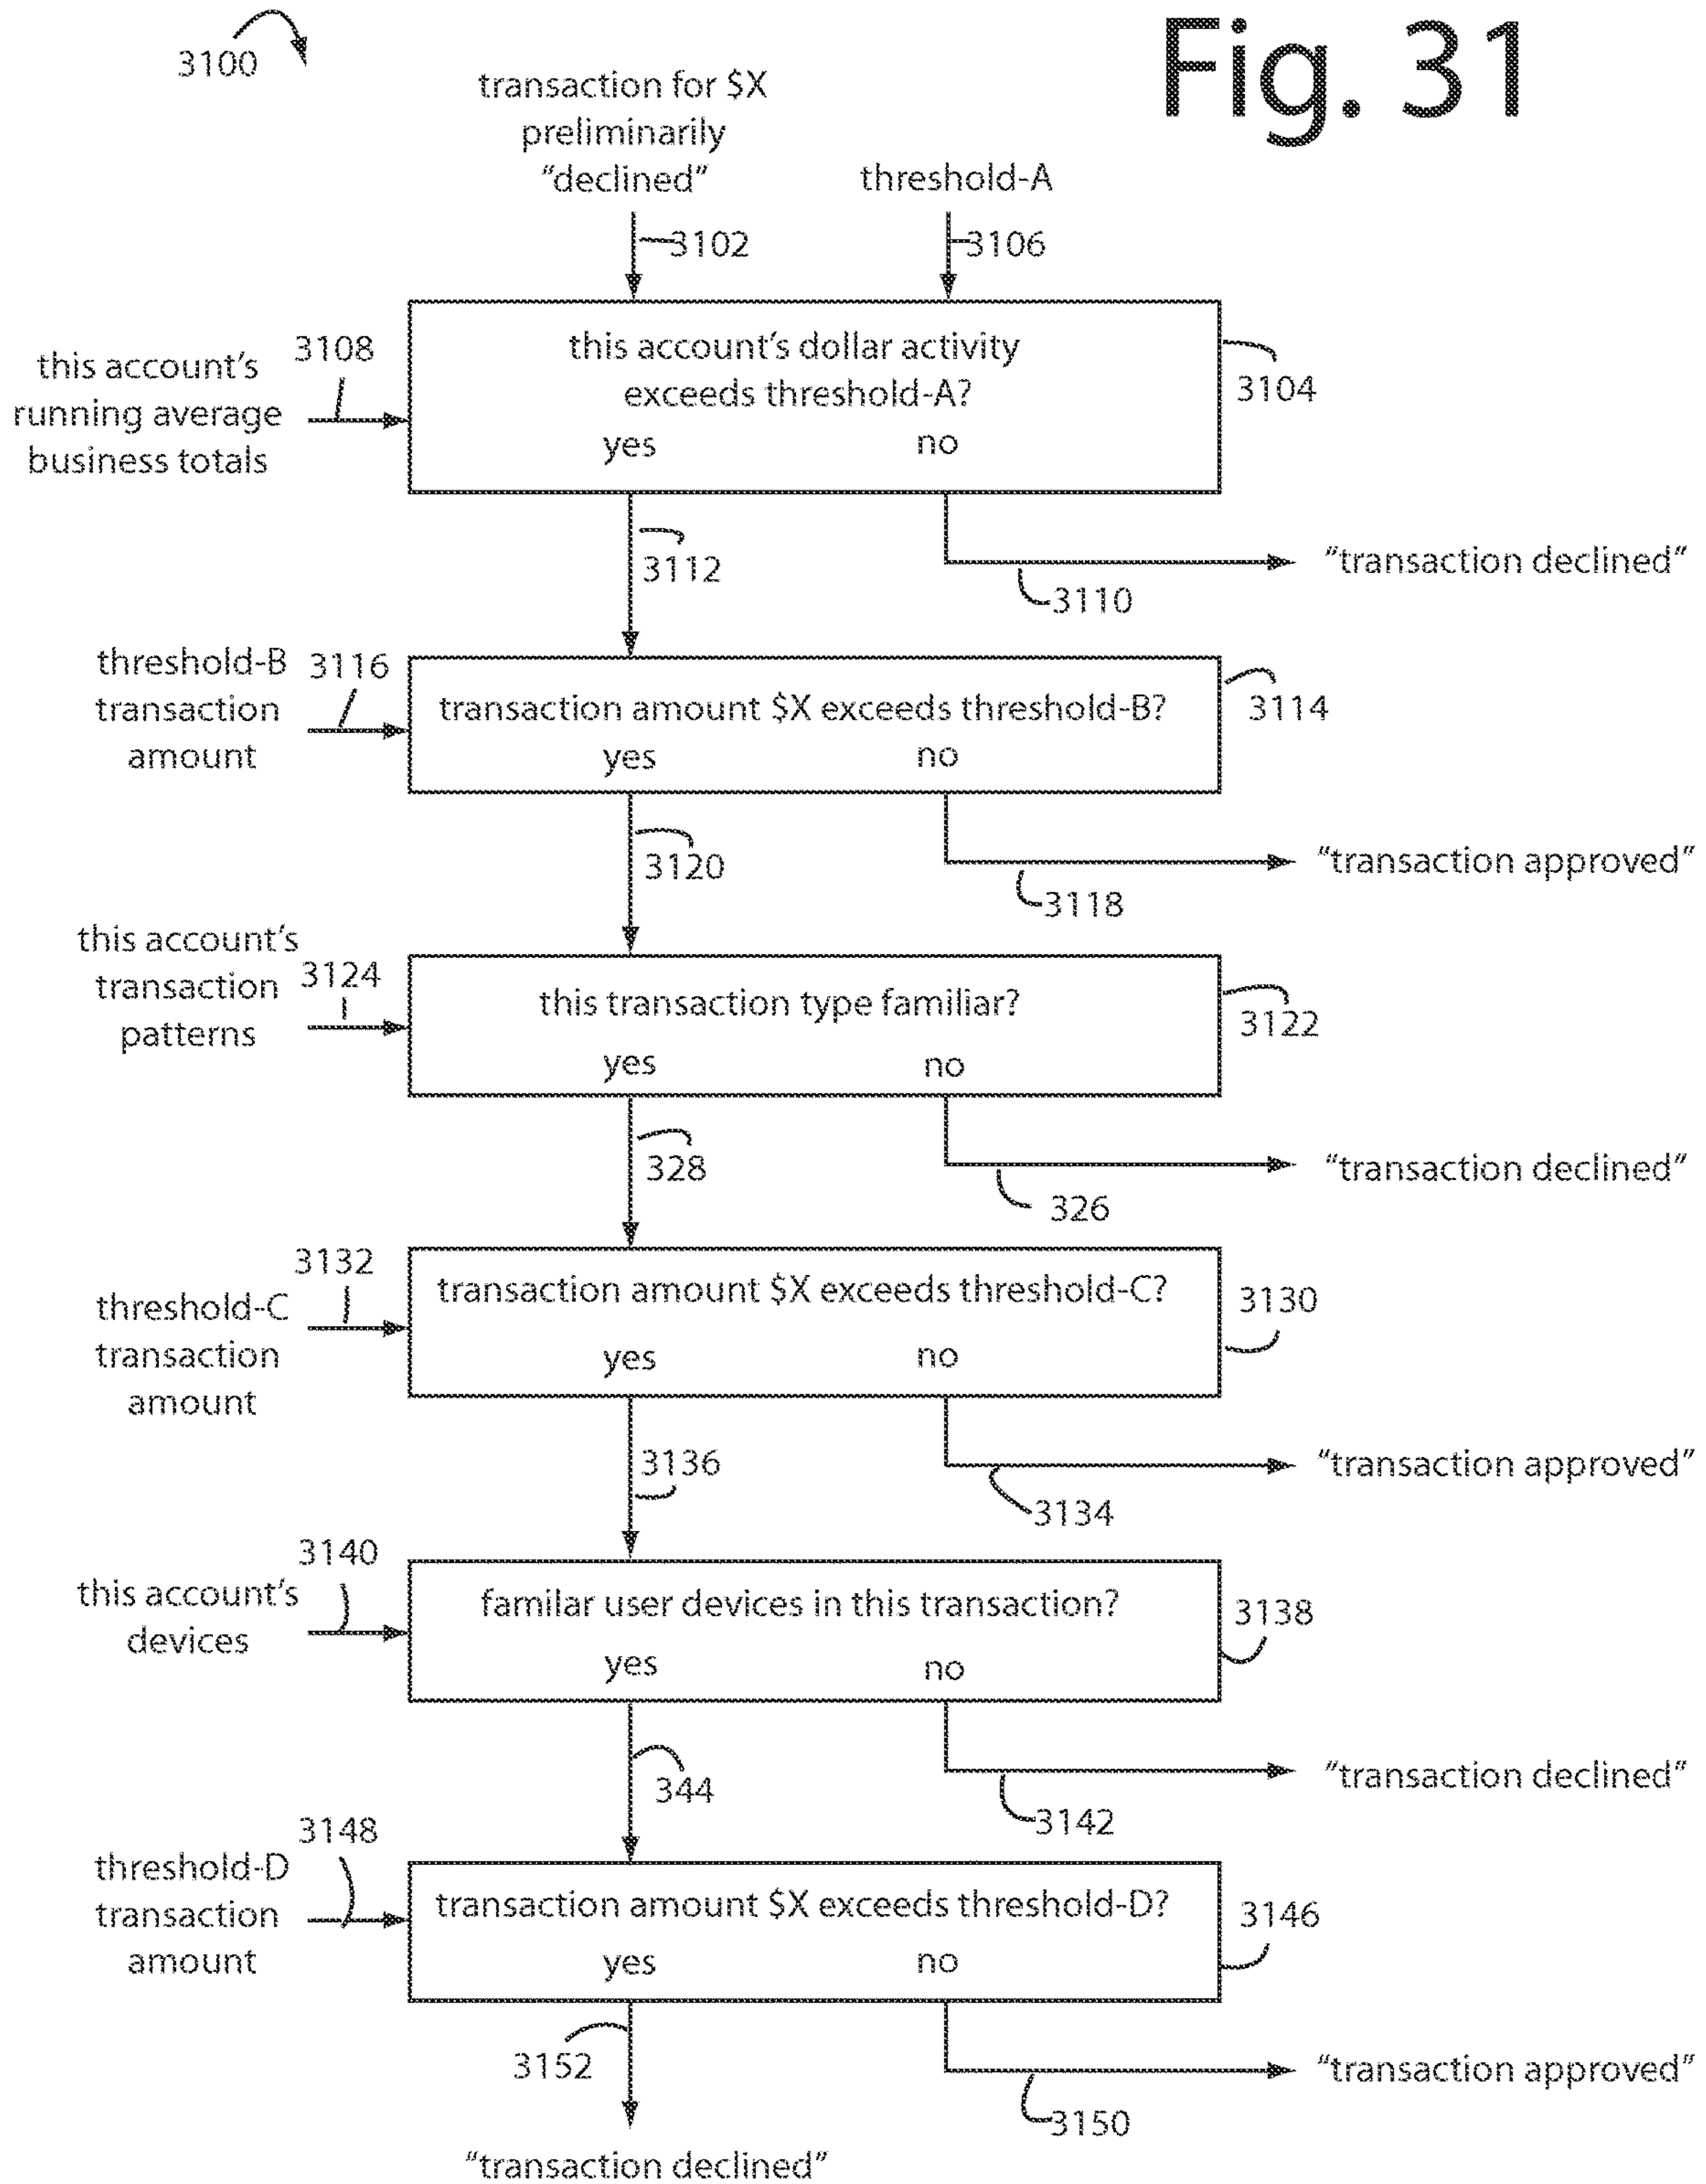 Fig. 31
3100
transaction for $X
preliminarily
"declined"
threshold-A
3102
3106
this account's
running average
business totals
3108
this account's dollar activity
exceeds threshold-A?
yes no
3104
3112
"transaction declined"
3110
threshold-B
transaction
amount
3116
transaction amount $X exceeds threshold-B?
yes no
3114
3120
"transaction approved"
3118
this account's
transaction
patterns
3124
this transaction type familiar?
yes no
3122
328
"transaction declined"
326
threshold-C
transaction
amount
3132
transaction amount $X exceeds threshold-C?
yes no
3130
3136
"transaction approved"
3134
this account's
devices
3140
familar user devices in this transaction?
yes no
3138
344
"transaction declined"
3142
threshold-D
transaction
amount
3148
transaction amount $X exceeds threshold-D?
yes no
3146
3152
"transaction approved"
3150
"transaction declined"